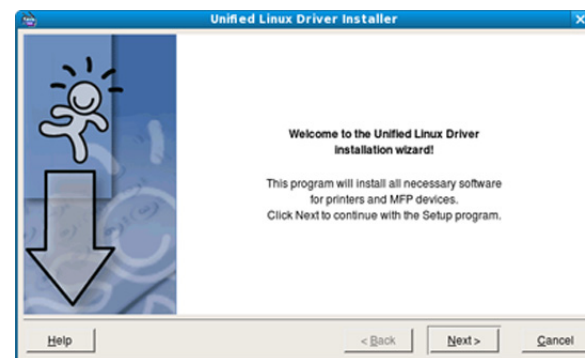 Unified Linux Driver Installer
Welcome to the Unified Linux Driver
installation wizard!
This program will install all necessary software
for printers and MFP devices.
Click Next to continue with the Setup program.
Help
< Back
Next >
Cancel